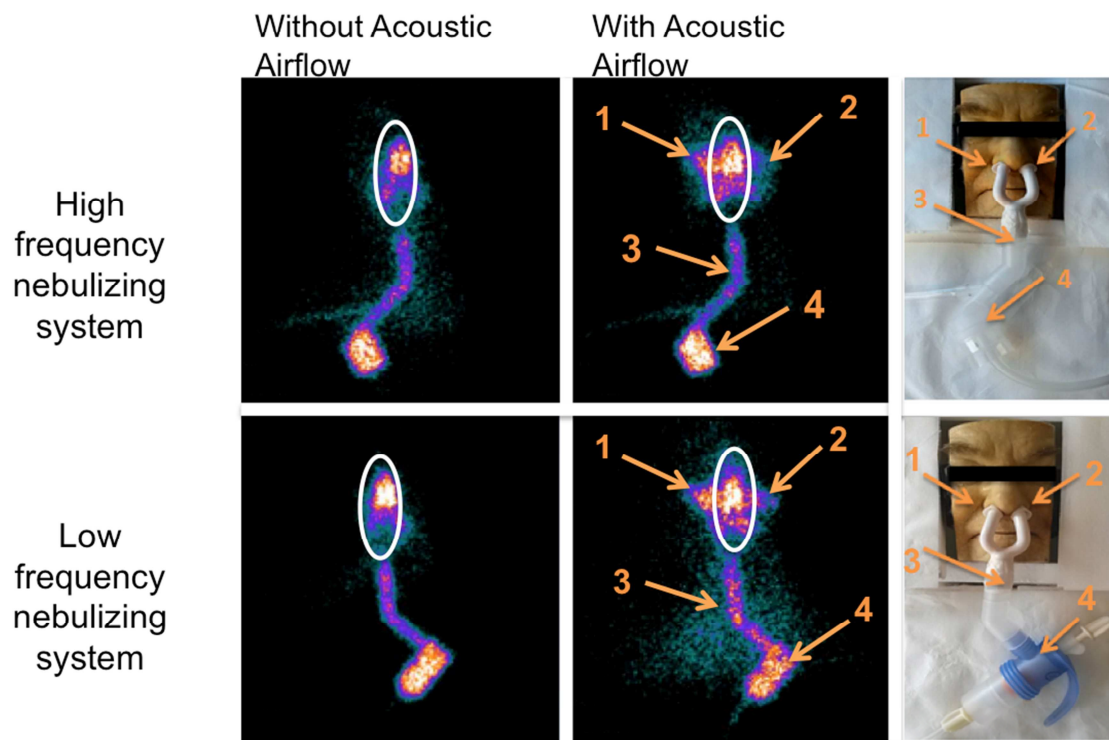 Without Acoustic
Airflow
With Acoustic
Airflow
High
frequency
nebulizing
system
1
2
3
4
1
2
3
4
Low
frequency
nebulizing
system
1
2
3
4
1
2
3
4